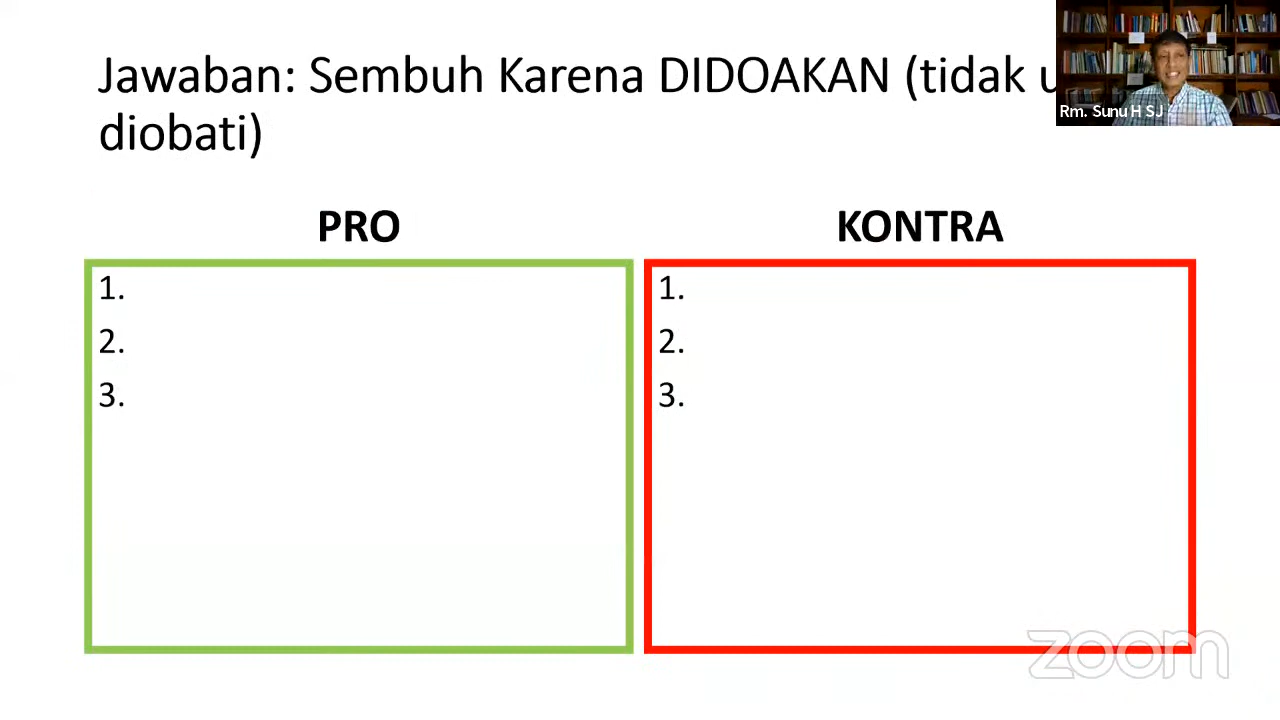 Jawaban: Sembuh Karena DIDOAKAN (tidak
diobati)
Rm. Sunu H SJ
PRO
1.
2.
3.
KONTRA
1.
2.
3.
zoom